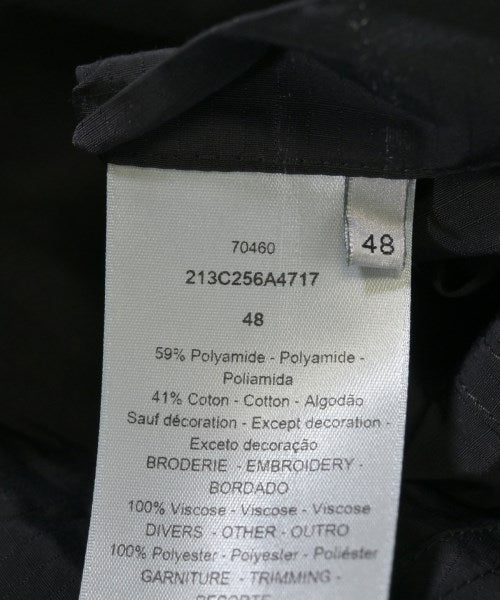 70460
48
213C256A4717
48
59% Polyamide - Polyamide -
Poliamida
41% Coton - Cotton - Algodão
Sauf décoration - Except decoration -
Exceto decoração
BRODERIE - EMBROIDERY -
BORDADO
100% Viscose - Viscose - Viscose
DIVERS - OTHER - OUTRO
100% Polyester - Polyester - Poliéster
GARNITURE - TRIMMING -